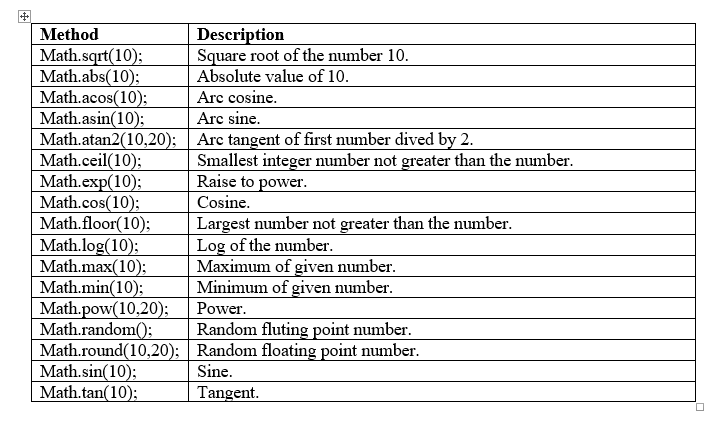 Method Description
Math.sqrt(10); Square root of the number 10.
Math.abs(10); Absolute value of 10.
Math.acos(10); Arc cosine.
Math.asin(10); Arc sine.
Math.atan2(10,20); Arc tangent of first number dived by 2.
Math.ceil(10); Smallest integer number not greater than the number.
Math.exp(10); Raise to power.
Math.cos(10); Cosine.
Math.floor(10); Largest number not greater than the number.
Math.log(10); Log of the number.
Math.max(10); Maximum of given number.
Math.min(10); Minimum of given number.
Math.pow(10,20); Power.
Math.random(); Random fluting point number.
Math.round(10,20); Random floating point number.
Math.sin(10); Sine.
Math.tan(10); Tangent.